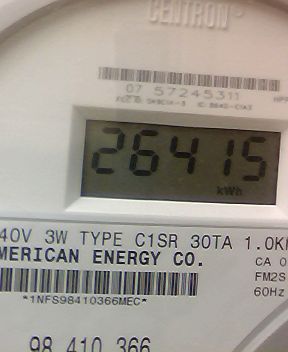 CENTRON
07 57245311
26415
kWh
40V 3W TYPE C1SR 30TA 1.0K
CA 0
MERICAN ENERGY CO.
FM2S
*1NFS98410366MEC*
60Hz
98 410 366